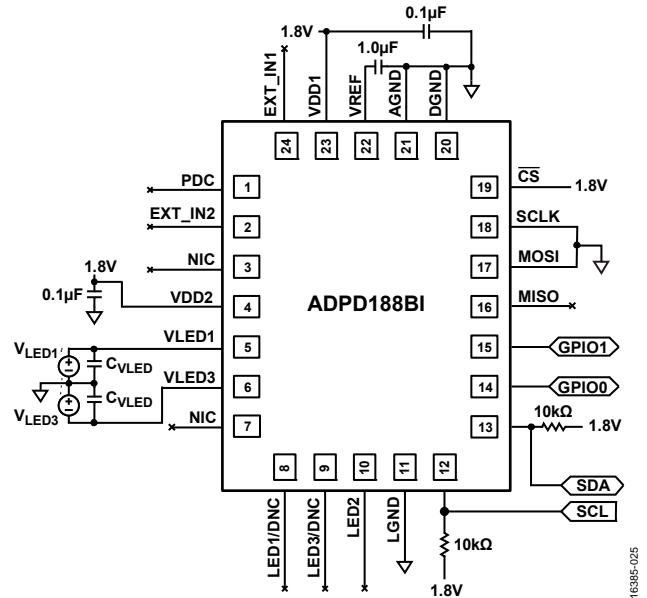 0.1µF
1.8V
1.0µF
EXT_IN1
VDD1
VREF
AGND
DGND
24
23
22
21
20
PDC
1
19
CS
1.8V
EXT_IN2
2
18
SCLK
NIC
3
17
MOSI
1.8V
0.1µF
VDD2
4
ADPD188BI
16
MISO
VLED1
5
15
GPIO1
VLED1
CVLED
VLED3
6
14
GPIO0
CVLED
VLED3
NIC
7
13
10kΩ
1.8V
8
9
10
11
12
SDA
SCL
LED1/DNC
LED3/DNC
LED2
LGND
10kΩ
1.8V
16385-025